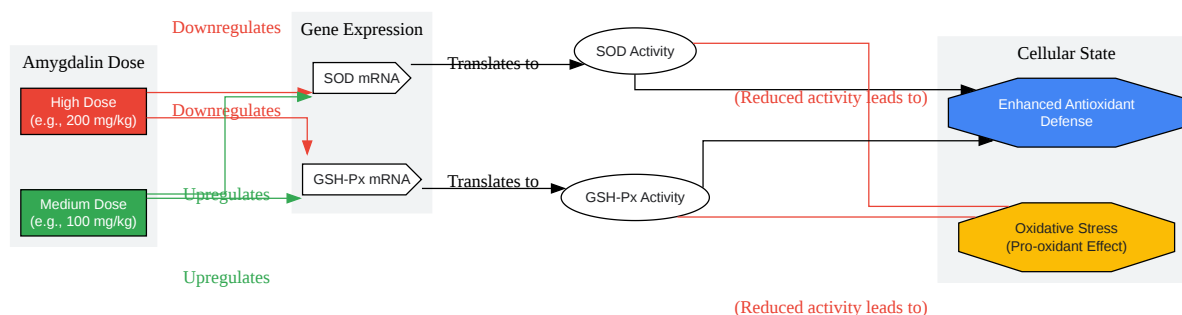 Amygdalin Dose
High Dose
(e.g., 200 mg/kg)
Medium Dose
(e.g., 100 mg/kg)
Downregulates
Downregulates
Upregulates
Upregulates
Gene Expression
SOD mRNA
GSH-Px mRNA
Translates to
Translates to
SOD Activity
GSH-Px Activity
(Reduced activity leads to)
(Reduced activity leads to)
Cellular State
Enhanced Antioxidant
Defense
Oxidative Stress
(Pro-oxidant Effect)